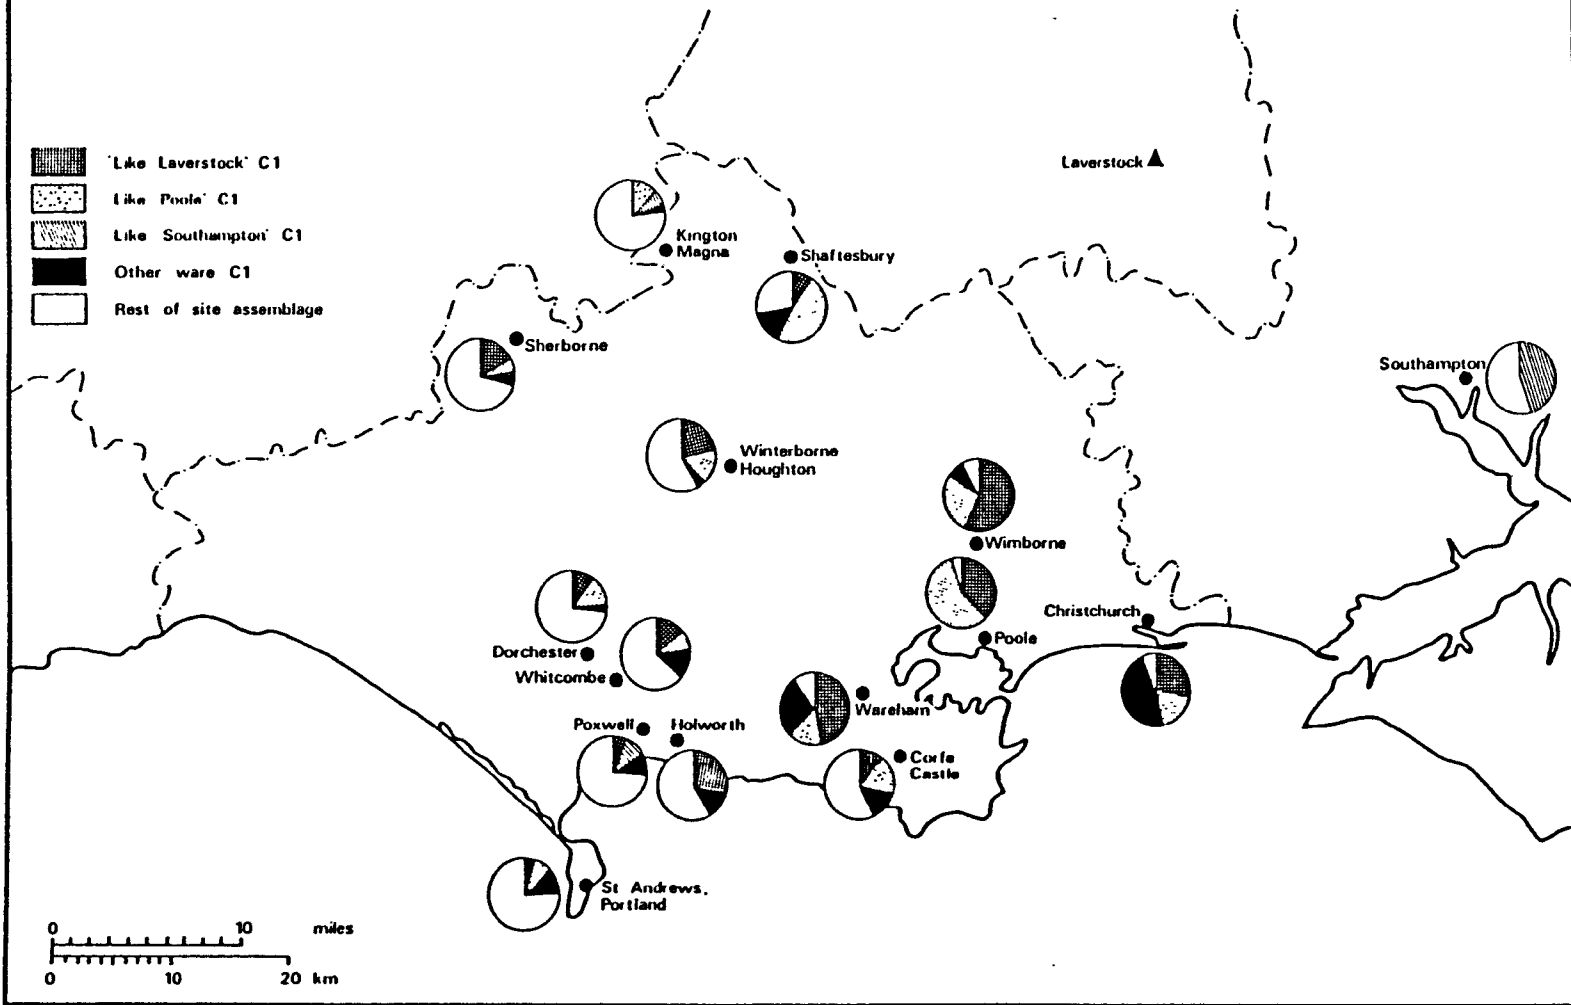 'Like Laverstock' C1
Like Poole' C1
Like Southampton' C1
Other ware C1
Rest of site assemblage
Laverstock
Kington
Magna
Shaftesbury
Sherborne
Southampton
Winterborne
Houghton
Wimborne
Christchurch
Poole
Dorchester
Whitcombe
Wareham
Poxwell
Holworth
Corfe
Castle
St Andrews,
Portland
0 10 miles
0 10 20 km